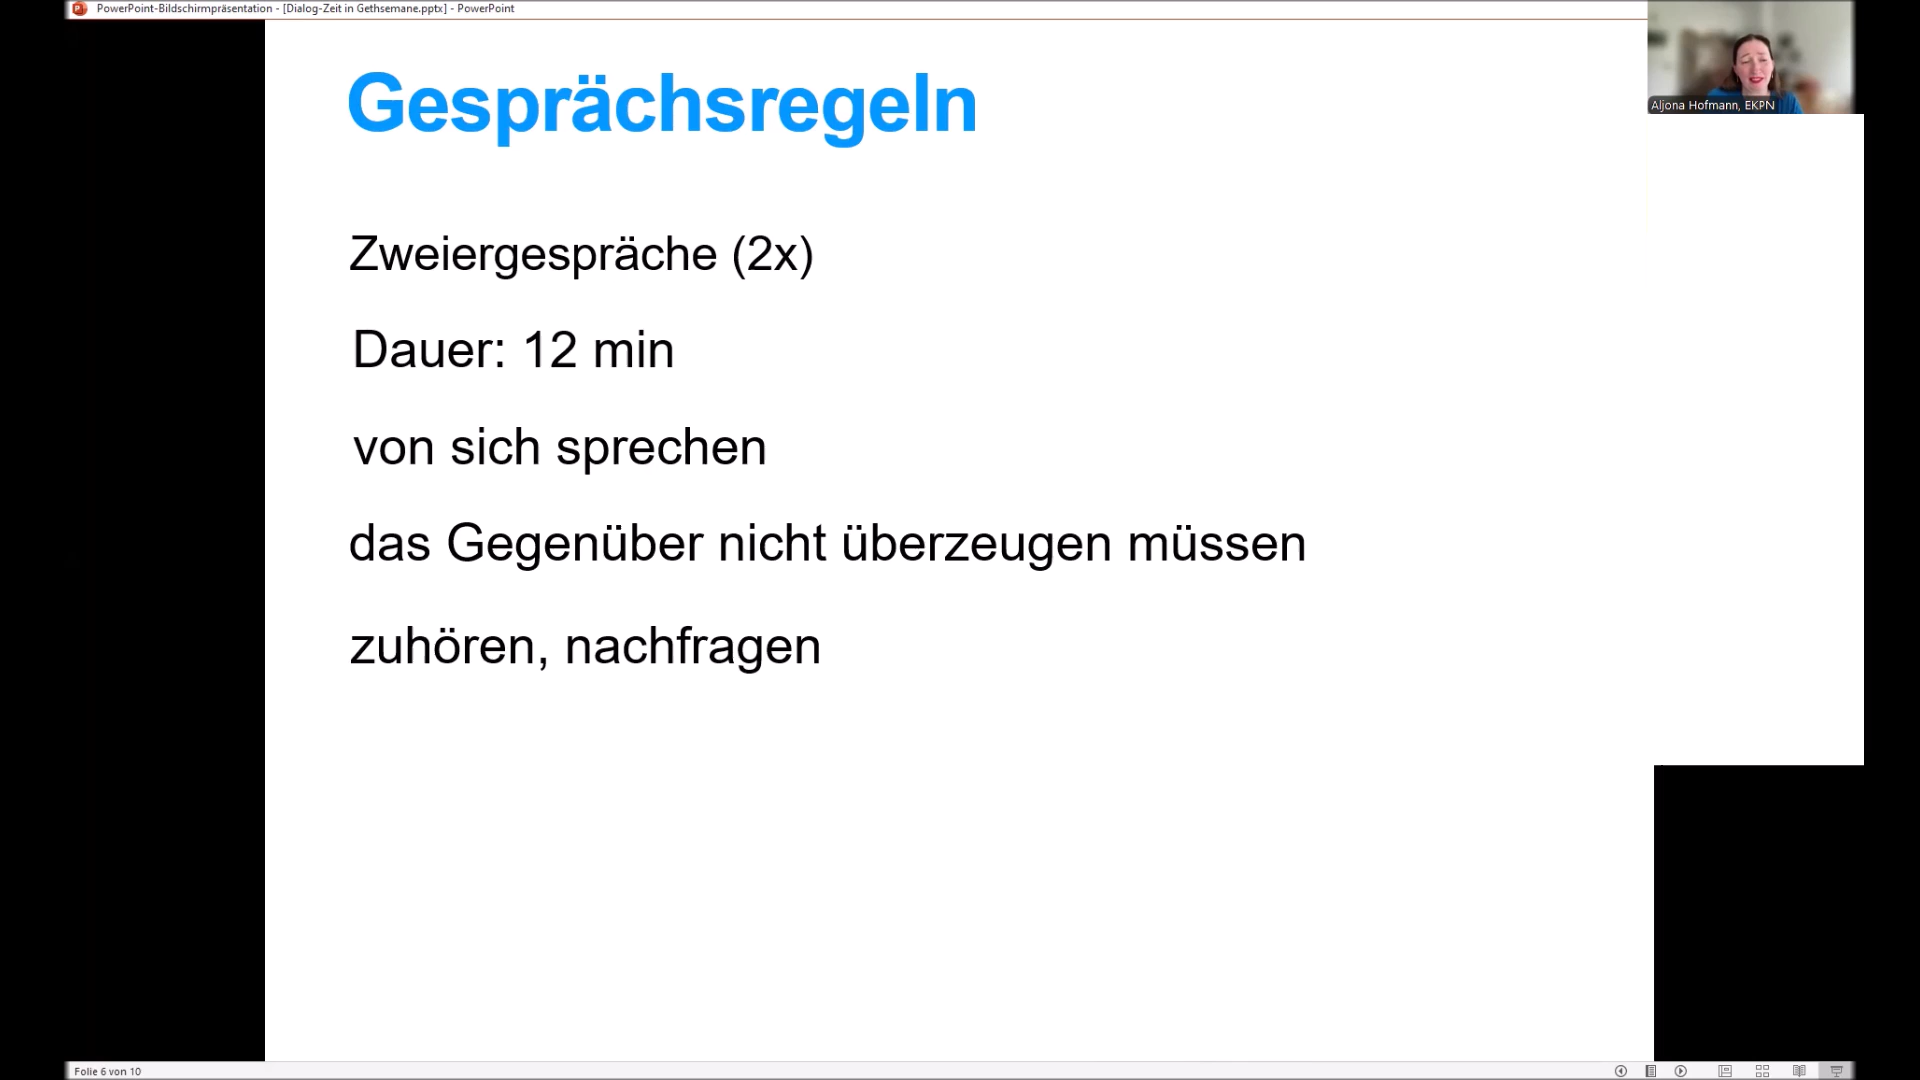 PowerPoint-Bildschirmpräsentation - [Dialog-Zeit in Gethsemane.pptx] - PowerPoint
Aljona Hofmann, EKPN
Gesprächsregeln
Zweiergespräche (2x)
Dauer: 12 min
von sich sprechen
das Gegenüber nicht überzeugen müssen
zuhören, nachfragen
Folie 6 von 10